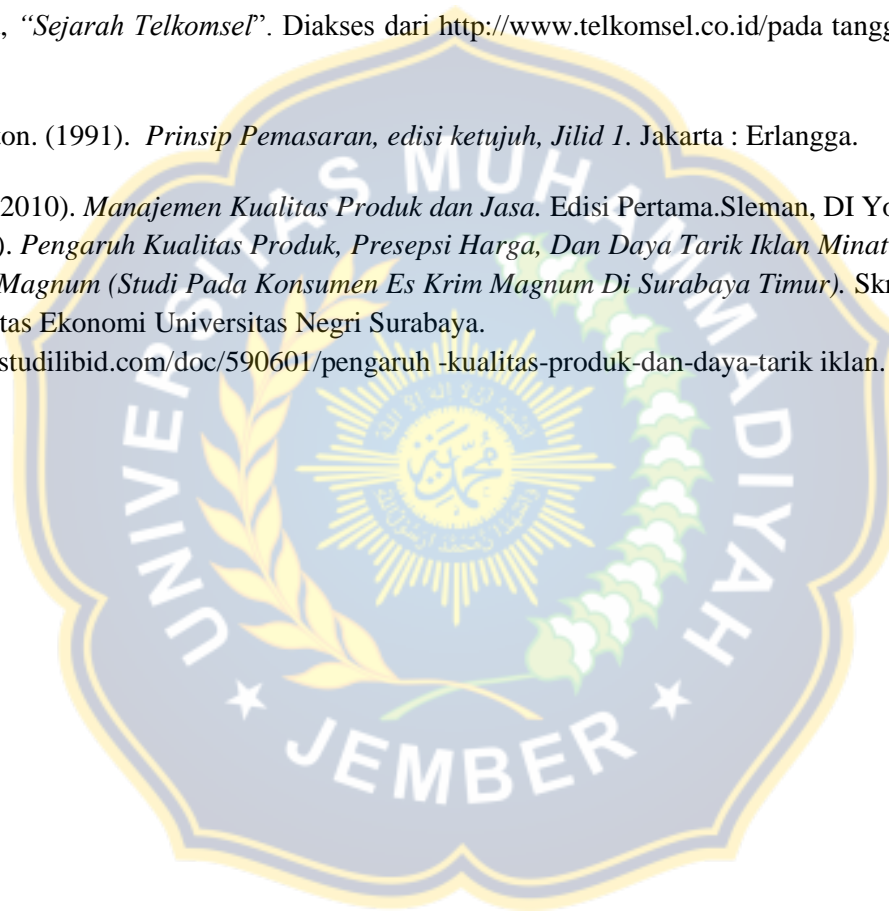 , “Sejarah Telkomsel”. Diakses dari http://www.telkomsel.co.id/pada tangg
ton. (1991). Prinsip Pemasaran, edisi ketujuh, Jilid 1. Jakarta : Erlangga.
2010). Manajemen Kualitas Produk dan Jasa. Edisi Pertama.Sleman, DI Yo
). Pengaruh Kualitas Produk, Presepsi Harga, Dan Daya Tarik Iklan Minat
Magnum (Studi Pada Konsumen Es Krim Magnum Di Surabaya Timur). Skr
tas Ekonomi Universitas Negri Surabaya.
studilibid.com/doc/590601/pengaruh -kualitas-produk-dan-daya-tarik iklan.
UNIVERSITAS MUHAMMADIYAH
JEMBER